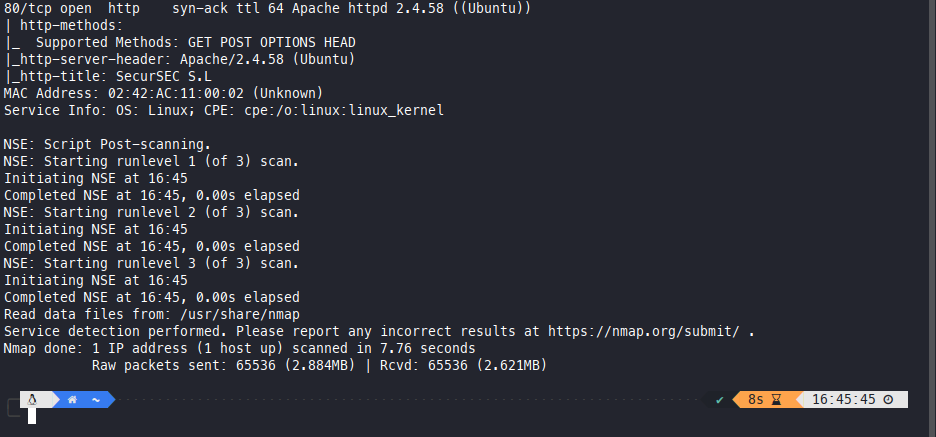 80/tcp open  http    syn-ack ttl 64 Apache httpd 2.4.58 ((Ubuntu))
| http-methods:
|_  Supported Methods: GET POST OPTIONS HEAD
|_http-server-header: Apache/2.4.58 (Ubuntu)
|_http-title: SecurSEC S.L
MAC Address: 02:42:AC:11:00:02 (Unknown)
Service Info: OS: Linux; CPE: cpe:/o:linux:linux_kernel

NSE: Script Post-scanning.
NSE: Starting runlevel 1 (of 3) scan.
Initiating NSE at 16:45
Completed NSE at 16:45, 0.00s elapsed
NSE: Starting runlevel 2 (of 3) scan.
Initiating NSE at 16:45
Completed NSE at 16:45, 0.00s elapsed
NSE: Starting runlevel 3 (of 3) scan.
Initiating NSE at 16:45
Completed NSE at 16:45, 0.00s elapsed
Read data files from: /usr/share/nmap
Service detection performed. Please report any incorrect results at https://nmap.org/submit/ .
Nmap done: 1 IP address (1 host up) scanned in 7.76 seconds
           Raw packets sent: 65536 (2.884MB) | Rcvd: 65536 (2.621MB)

~ ✔ 8s 16:45:45